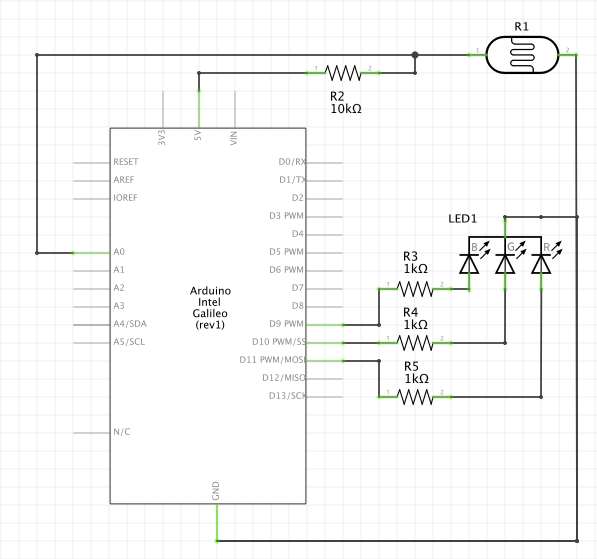 R1
1
2
1
2
R2
10kΩ
3V3
5V
VIN
RESET
AREF
IOREF
A0
A1
A2
A3
A4/SDA
A5/SCL
N/C
Arduino
Intel
Galileo
(rev1)
D0/RX
D1/TX
D2
D3 PWM
D4
D5 PWM
D6 PWM
D7
D8
D9 PWM
D10 PWM/SS
D11 PWM/MOSI
D12/MISO
D13/SCK
GND
LED1
B
G
R
R3
1kΩ
1
2
R4
1kΩ
1
2
R5
1kΩ
1
2